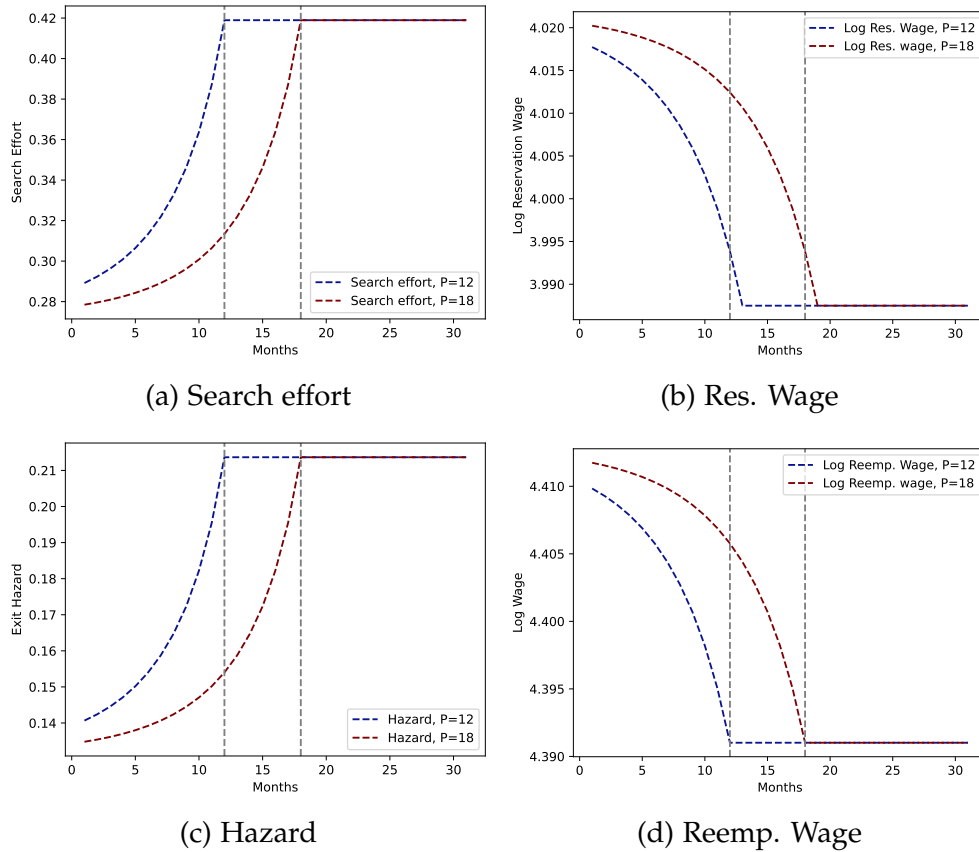 0.42
0.40
0.38
0.36
0.34
0.32
0.30
0.28
Search Effort
Search effort, P=12
Search effort, P=18
0 5 10 15 20 25 30
Months
(a) Search effort
4.020
4.015
4.010
4.005
4.000
3.995
3.990
Log Reservation Wage
Log Res. Wage, P=12
Log Res. wage, P=18
0 5 10 15 20 25 30
Months
(b) Res. Wage
0.21
0.20
0.19
0.18
0.17
0.16
0.15
0.14
Exit Hazard
Hazard, P=12
Hazard, P=18
0 5 10 15 20 25 30
Months
(c) Hazard
4.410
4.405
4.400
4.395
4.390
Log Wage
Log Reemp. Wage, P=12
Log Reemp. wage, P=18
0 5 10 15 20 25 30
Months
(d) Reemp. Wage